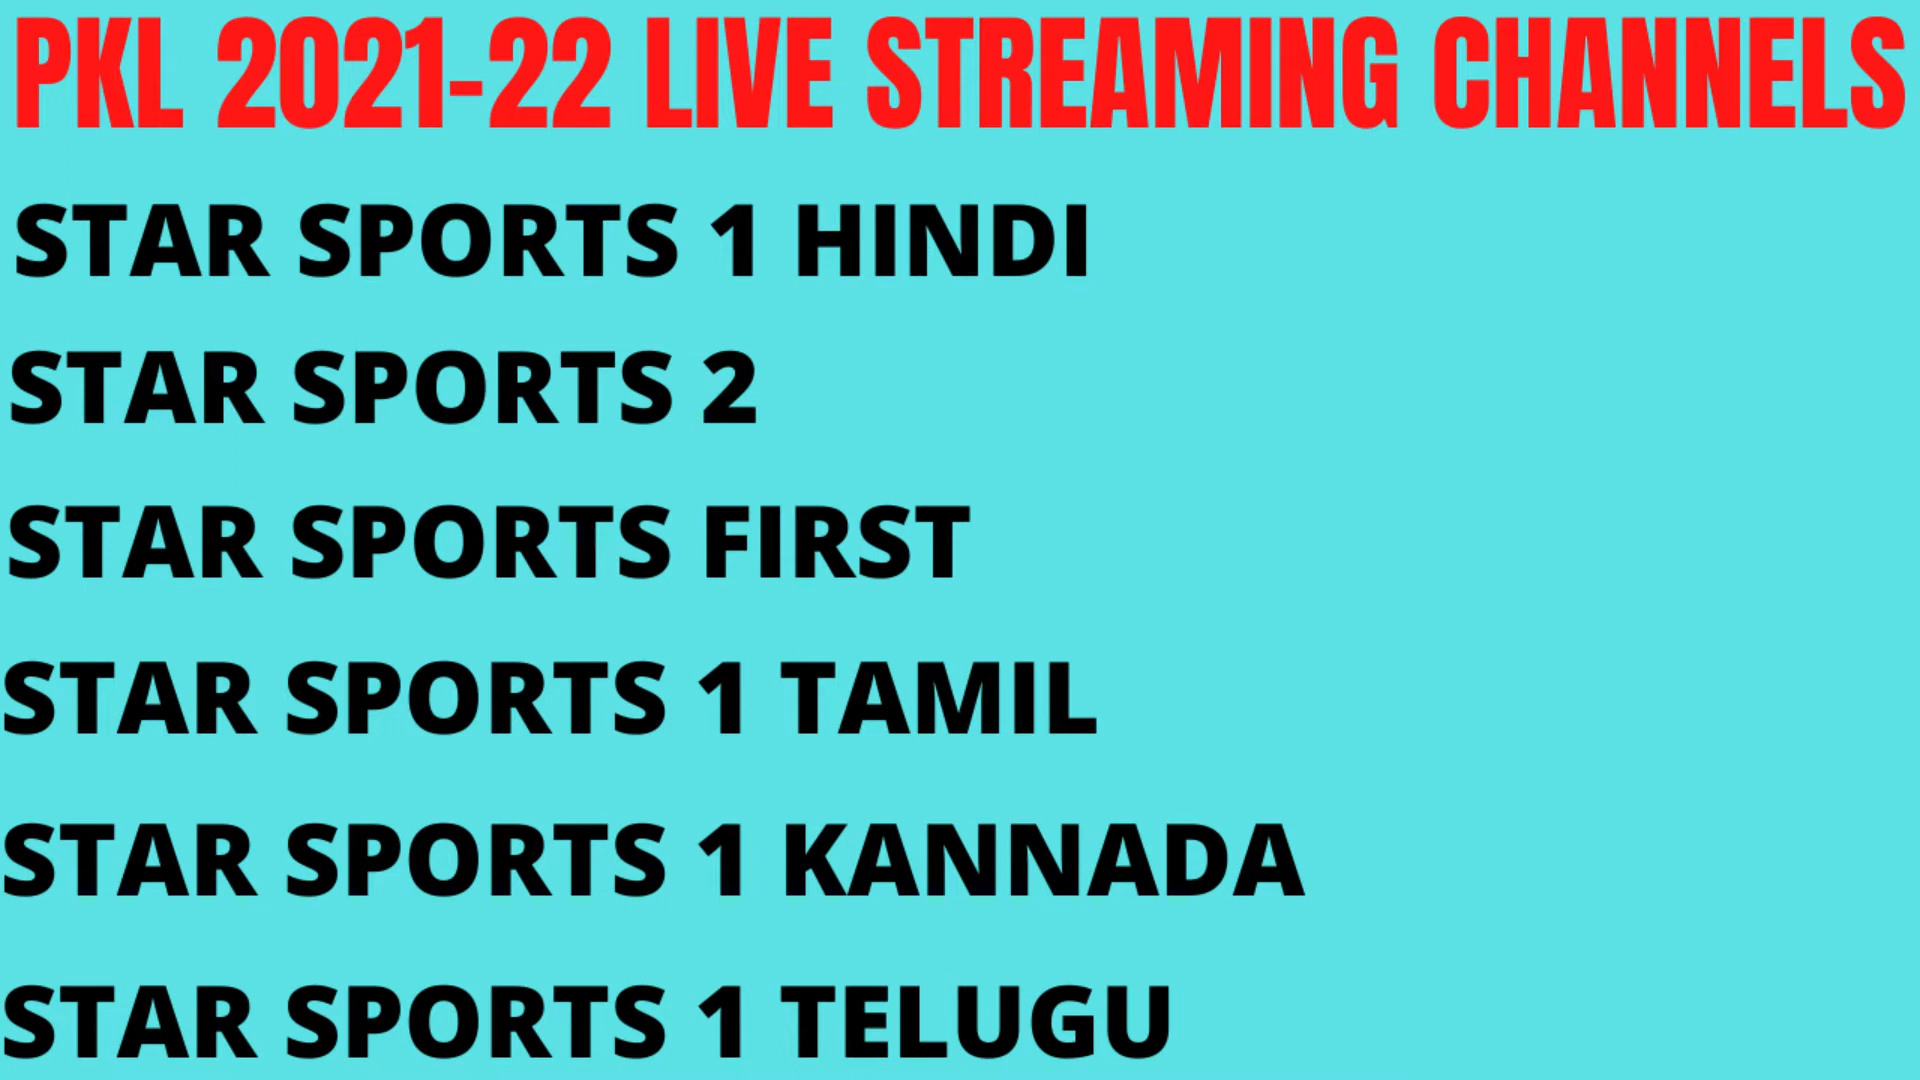 PKL 2021-22 LIVE STREAMING CHANNELS
STAR SPORTS 1 HINDI
STAR SPORTS 2
STAR SPORTS FIRST
STAR SPORTS 1 TAMIL
STAR SPORTS 1 KANNADA
STAR SPORTS 1 TELUGU